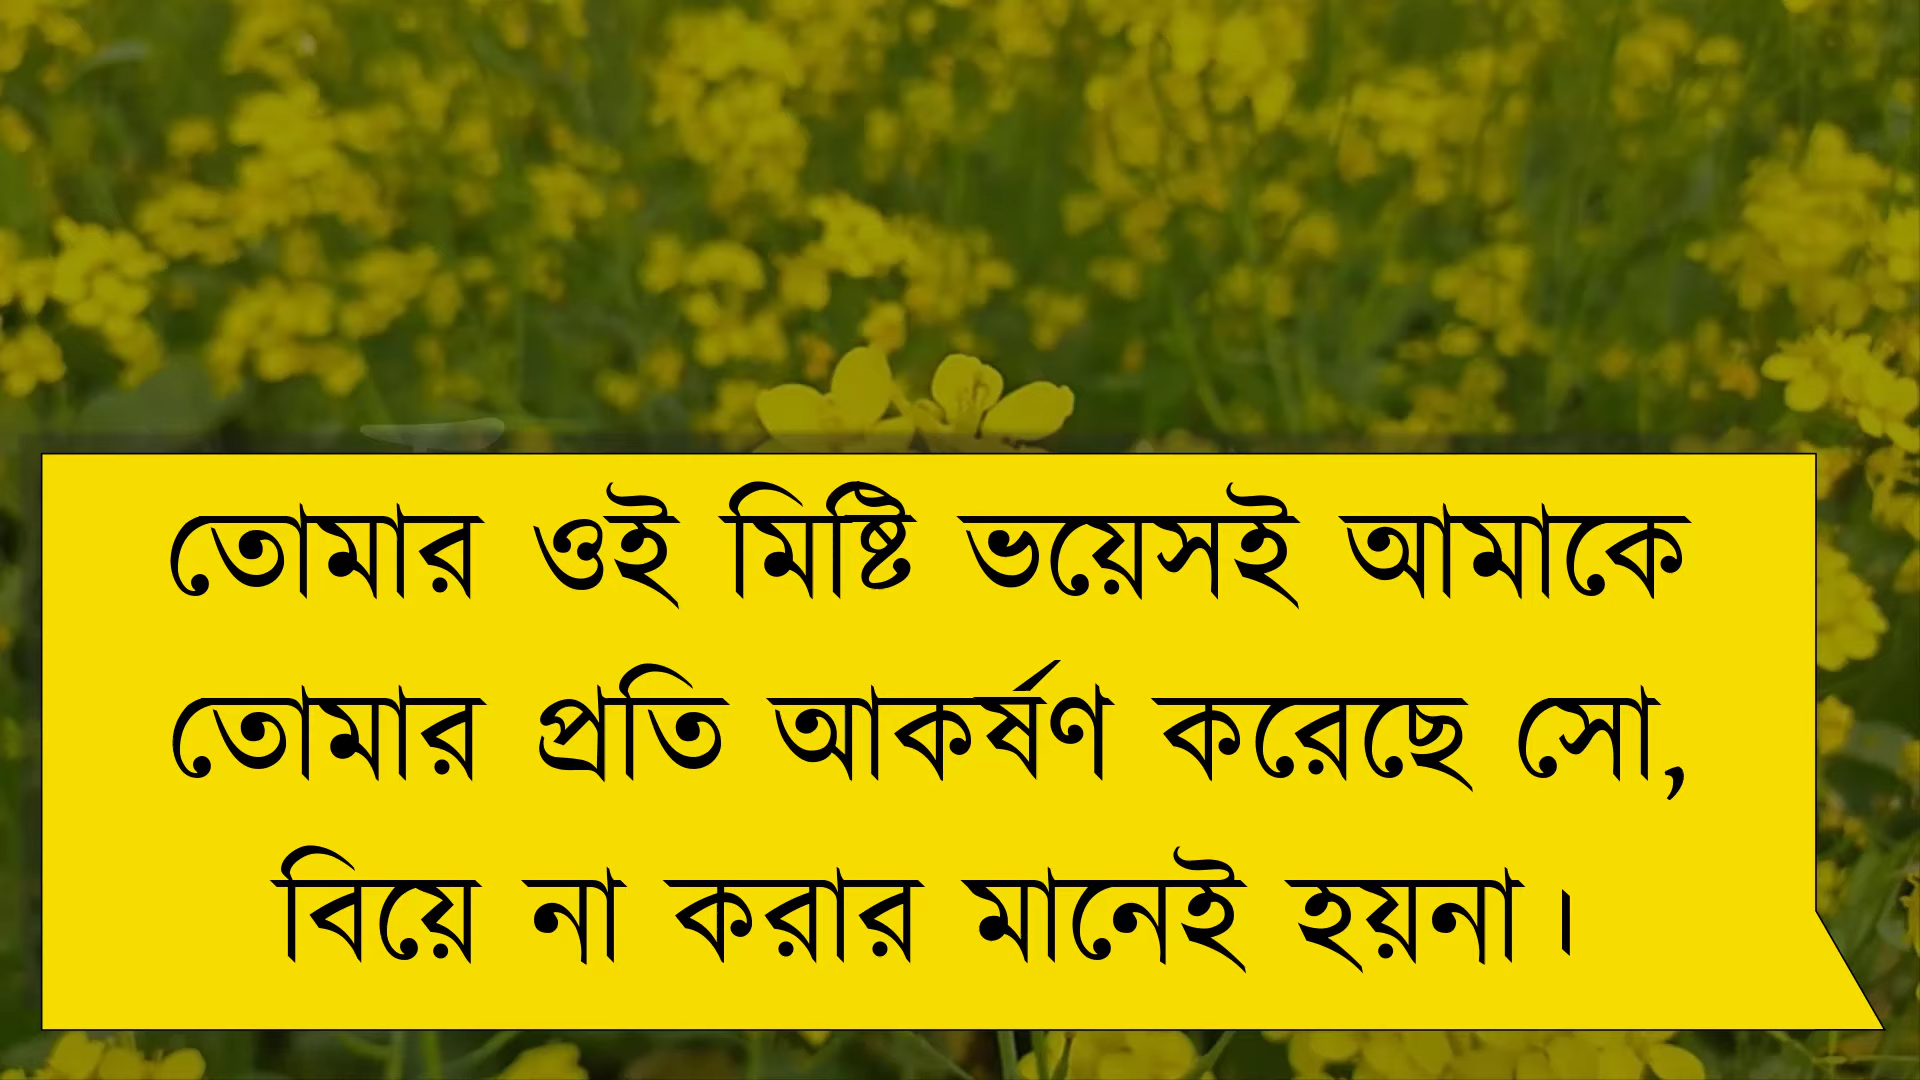 তোমার ওই মিষ্টি ভয়েসই আমাকে
তোমার প্রতি আকর্ষণ করেছে সো,
বিয়ে না করার মানেই হয়না।